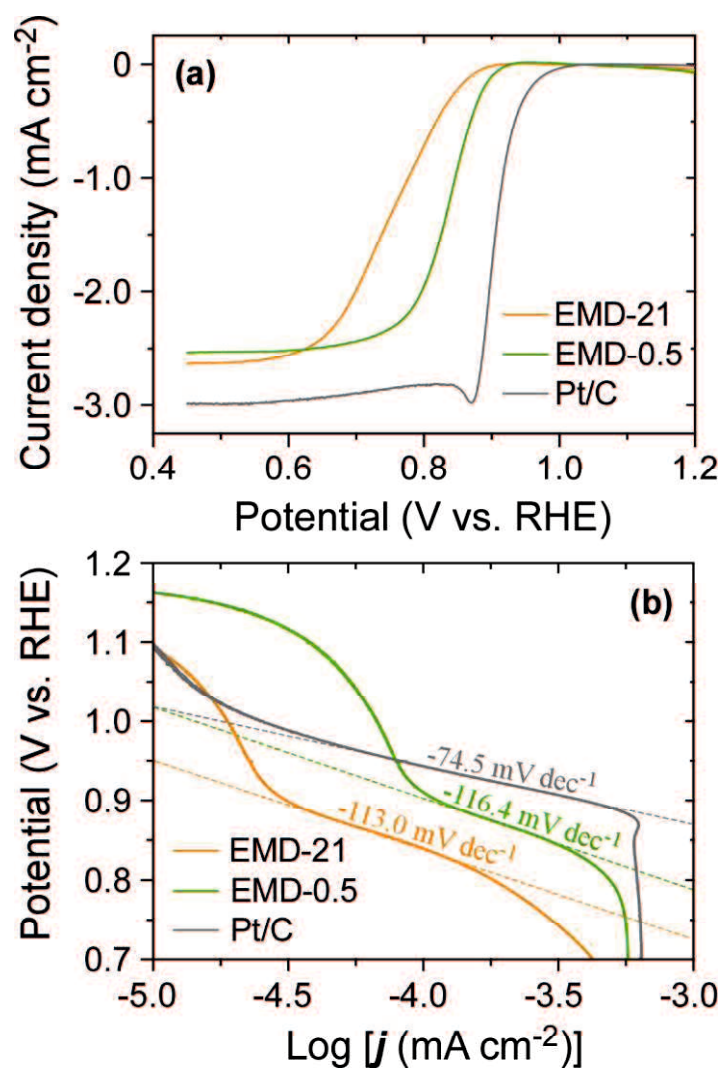 (a)
Current density (mA cm⁻²)
0
-1.0
-2.0
-3.0
EMD-21
EMD-0.5
Pt/C
0.4 0.6 0.8 1.0 1.2
Potential (V vs. RHE)
(b)
Potential (V vs. RHE)
1.2
1.1
1.0
0.9
0.8
0.7
-74.5 mV dec⁻¹
-116.4 mV dec⁻¹
-113.0 mV dec⁻¹
EMD-21
EMD-0.5
Pt/C
-5.0 -4.5 -4.0 -3.5 -3.0
Log [j (mA cm⁻²)]